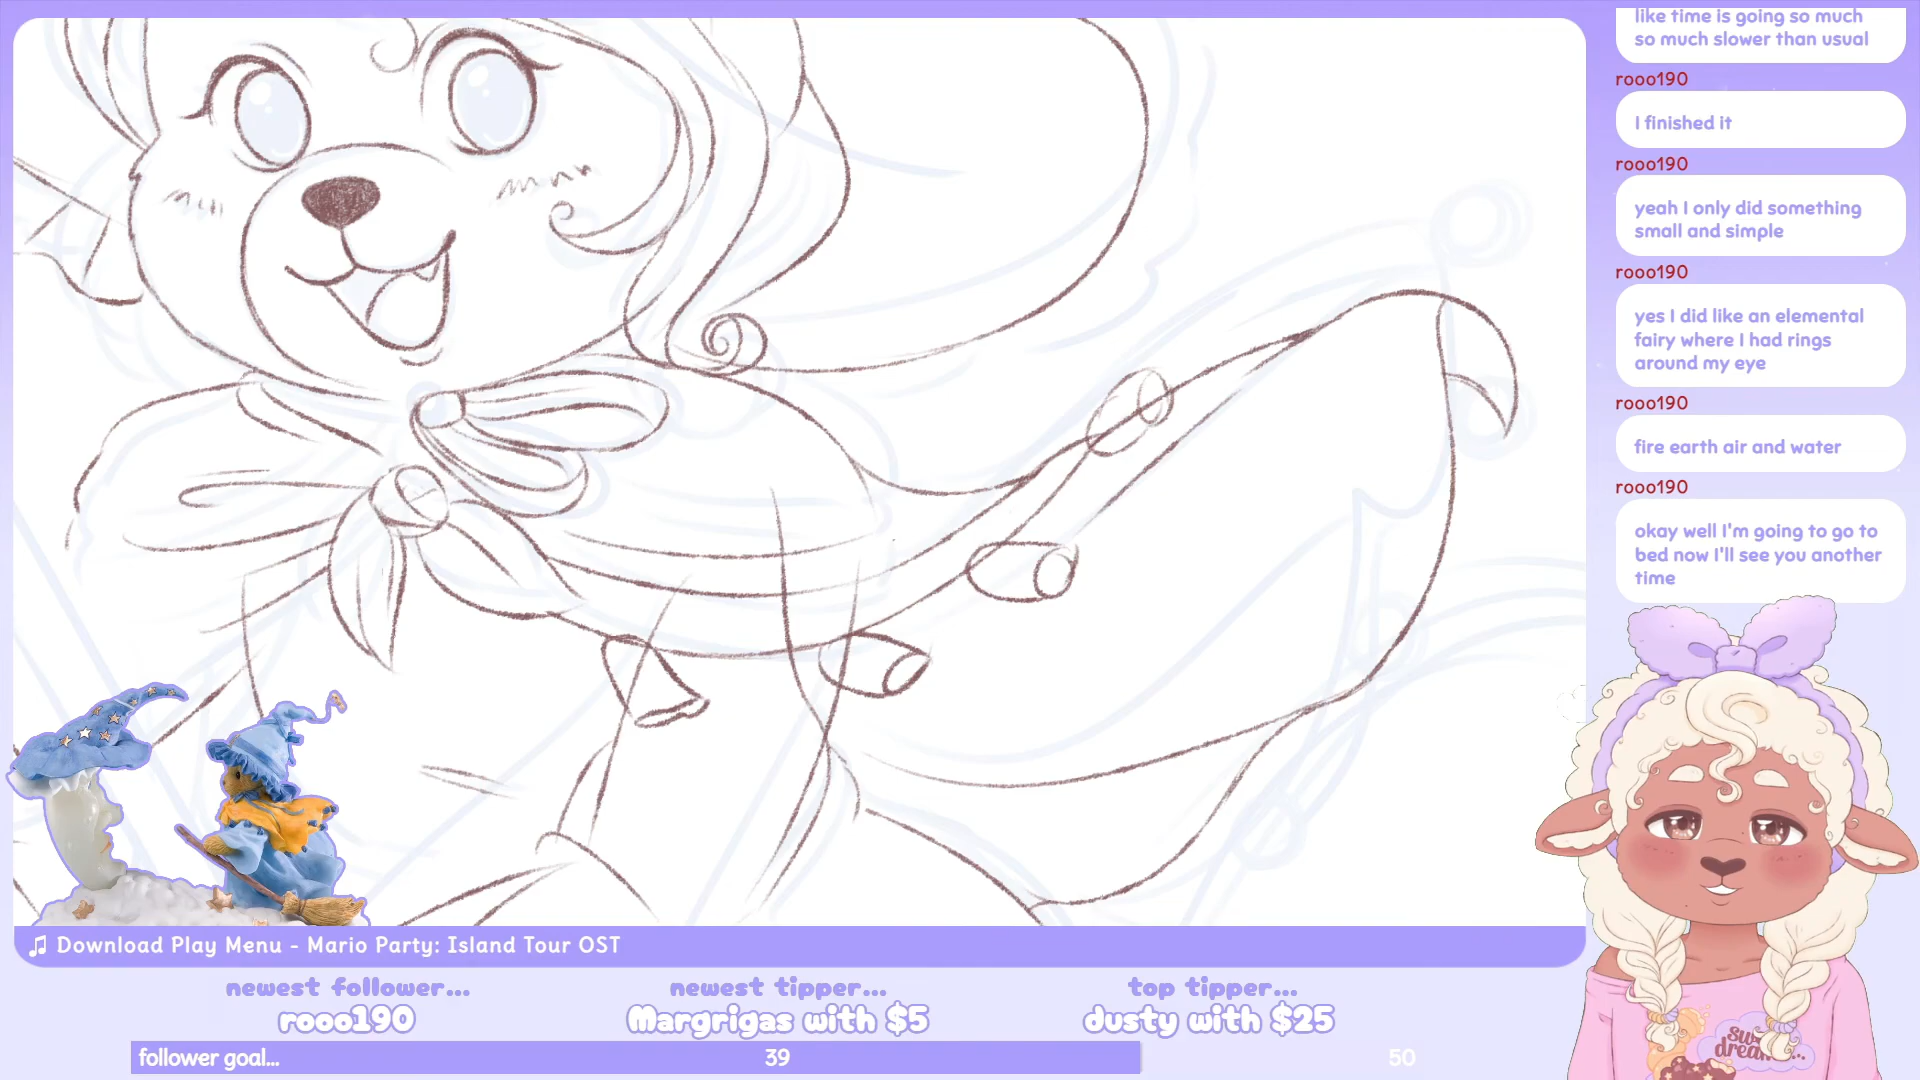 like time is going so much
so much slower than usual
rooo190
I finished it
rooo190
yeah I only did something
small and simple
rooo190
yes I did like an elemental
fairy where I had rings
around my eye
rooo190
fire earth air and water
rooo190
okay well I'm going to go to
bed now I'll see you another
time
Download Play Menu - Mario Party: Island Tour OST
newest follower...
rooo190
newest tipper...
Margrigas with $5
top tipper...
dusty with $25
follower goal...
39
50